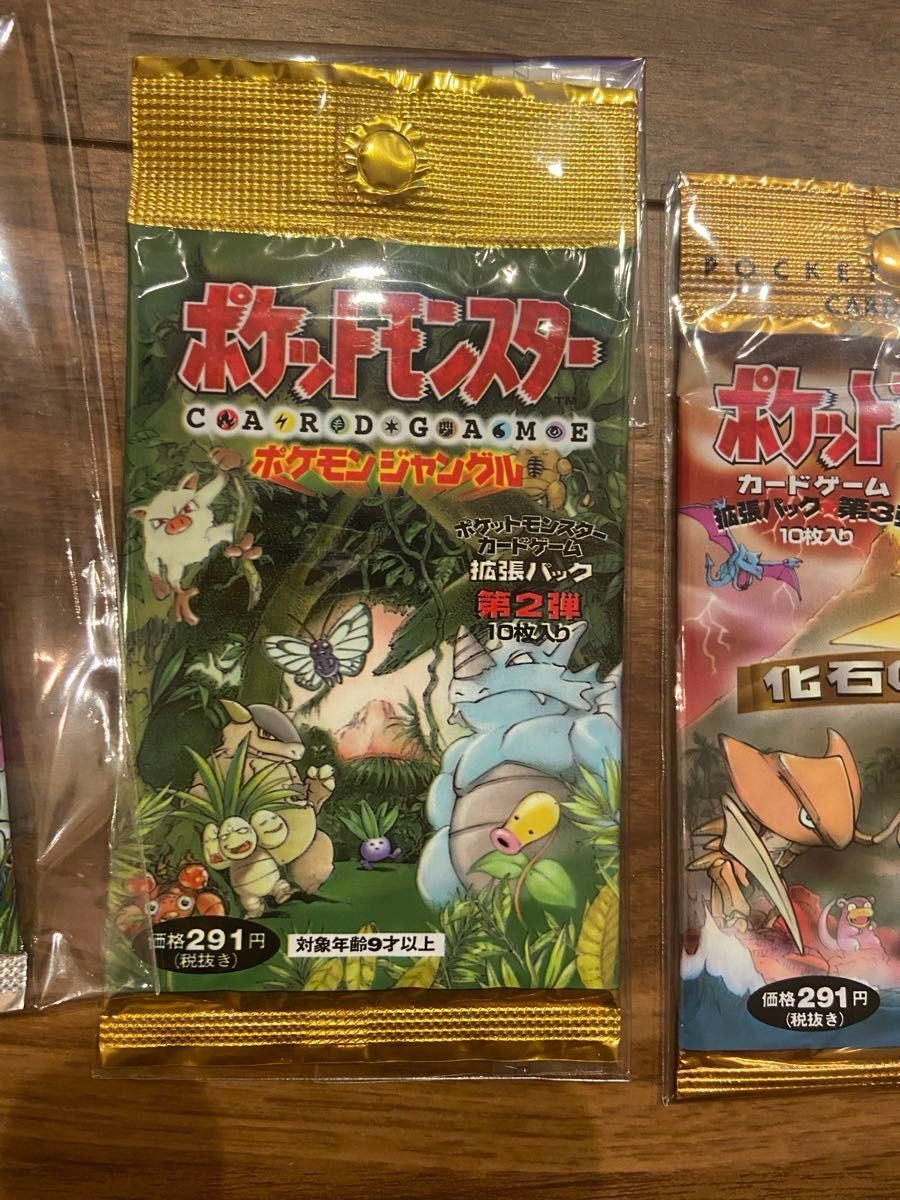 ポケットモンスター
TM
CARD GAME
ポケモンジャングル
ポケットモンスター
カードゲーム
拡張パック
第2弾
10枚入り
価格291円
(税抜き)
対象年齢9才以上
POCKET
CARD
ポケット
カードゲーム
拡張パック★第3弾
10枚入り
化石の
価格291円
(税抜き)